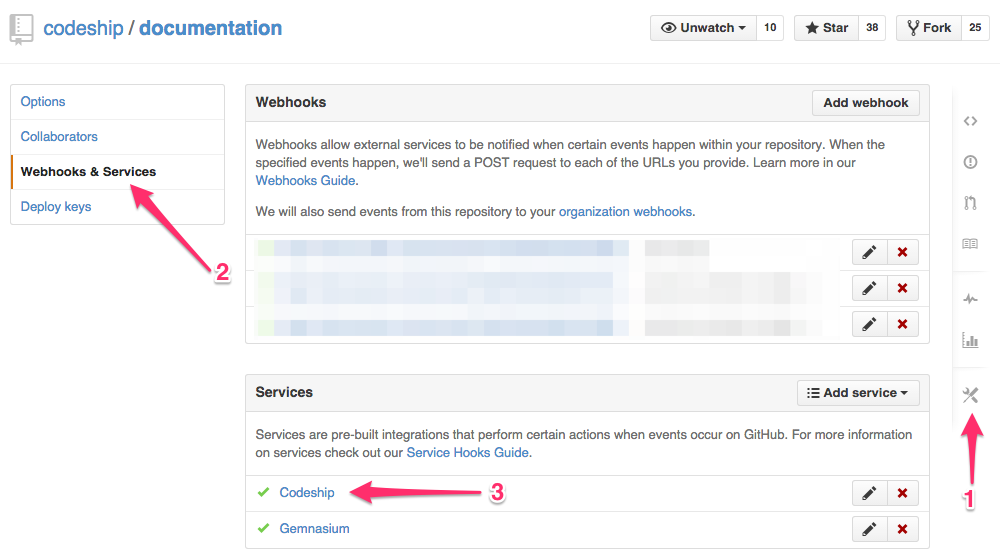 codeship / documentation
Unwatch 10 Star 38 Fork 25
Options
Collaborators
Webhooks & Services
Deploy keys
2
Webhooks Add webhook
Webhooks allow external services to be notified when certain events happen within your repository. When the
specified events happen, we'll send a POST request to each of the URLs you provide. Learn more in our
Webhooks Guide.
We will also send events from this repository to your organization webhooks.
Services Add service
Services are pre-built integrations that perform certain actions when events occur on GitHub. For more information
on services check out our Service Hooks Guide.
Codeship 3
Gemnasium
1